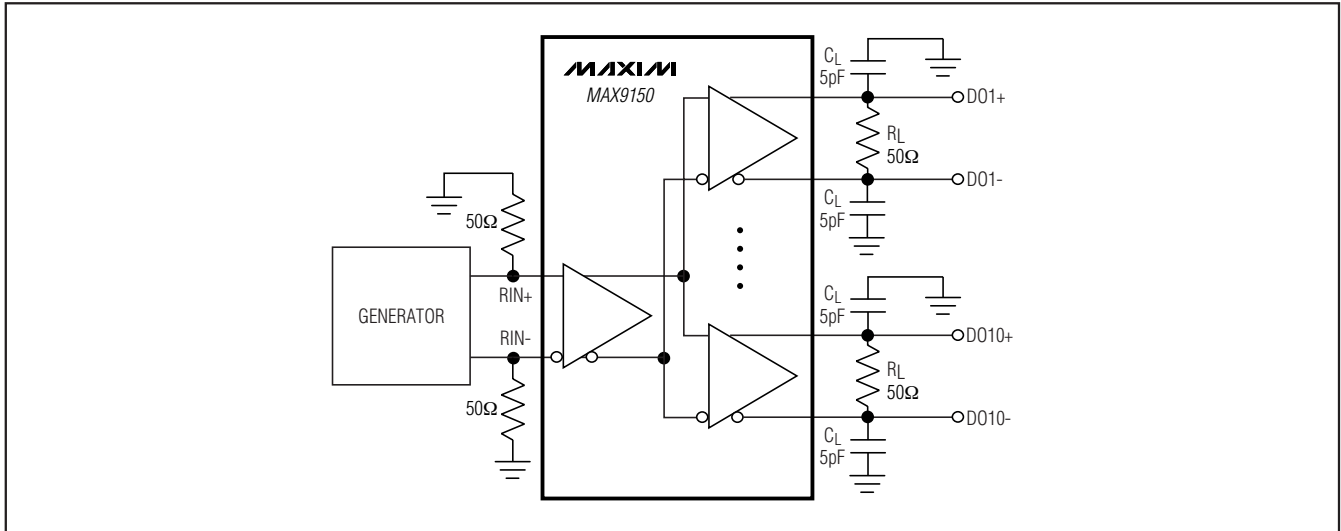 MAXIM
MAX9150
CL
5pF
DO1+
RL
50Ω
DO1-
CL
5pF
50Ω
GENERATOR
RIN+
RIN-
50Ω
CL
5pF
DO10+
RL
50Ω
DO10-
CL
5pF